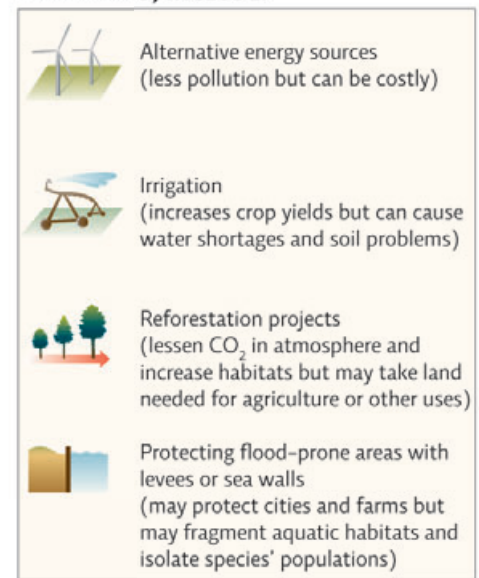 Alternative energy sources
(less pollution but can be costly)
Irrigation
(increases crop yields but can cause
water shortages and soil problems)
Reforestation projects
(lessen CO₂ in atmosphere and
increase habitats but may take land
needed for agriculture or other uses)
Protecting flood-prone areas with
levees or sea walls
(may protect cities and farms but
may fragment aquatic habitats and
isolate species' populations)